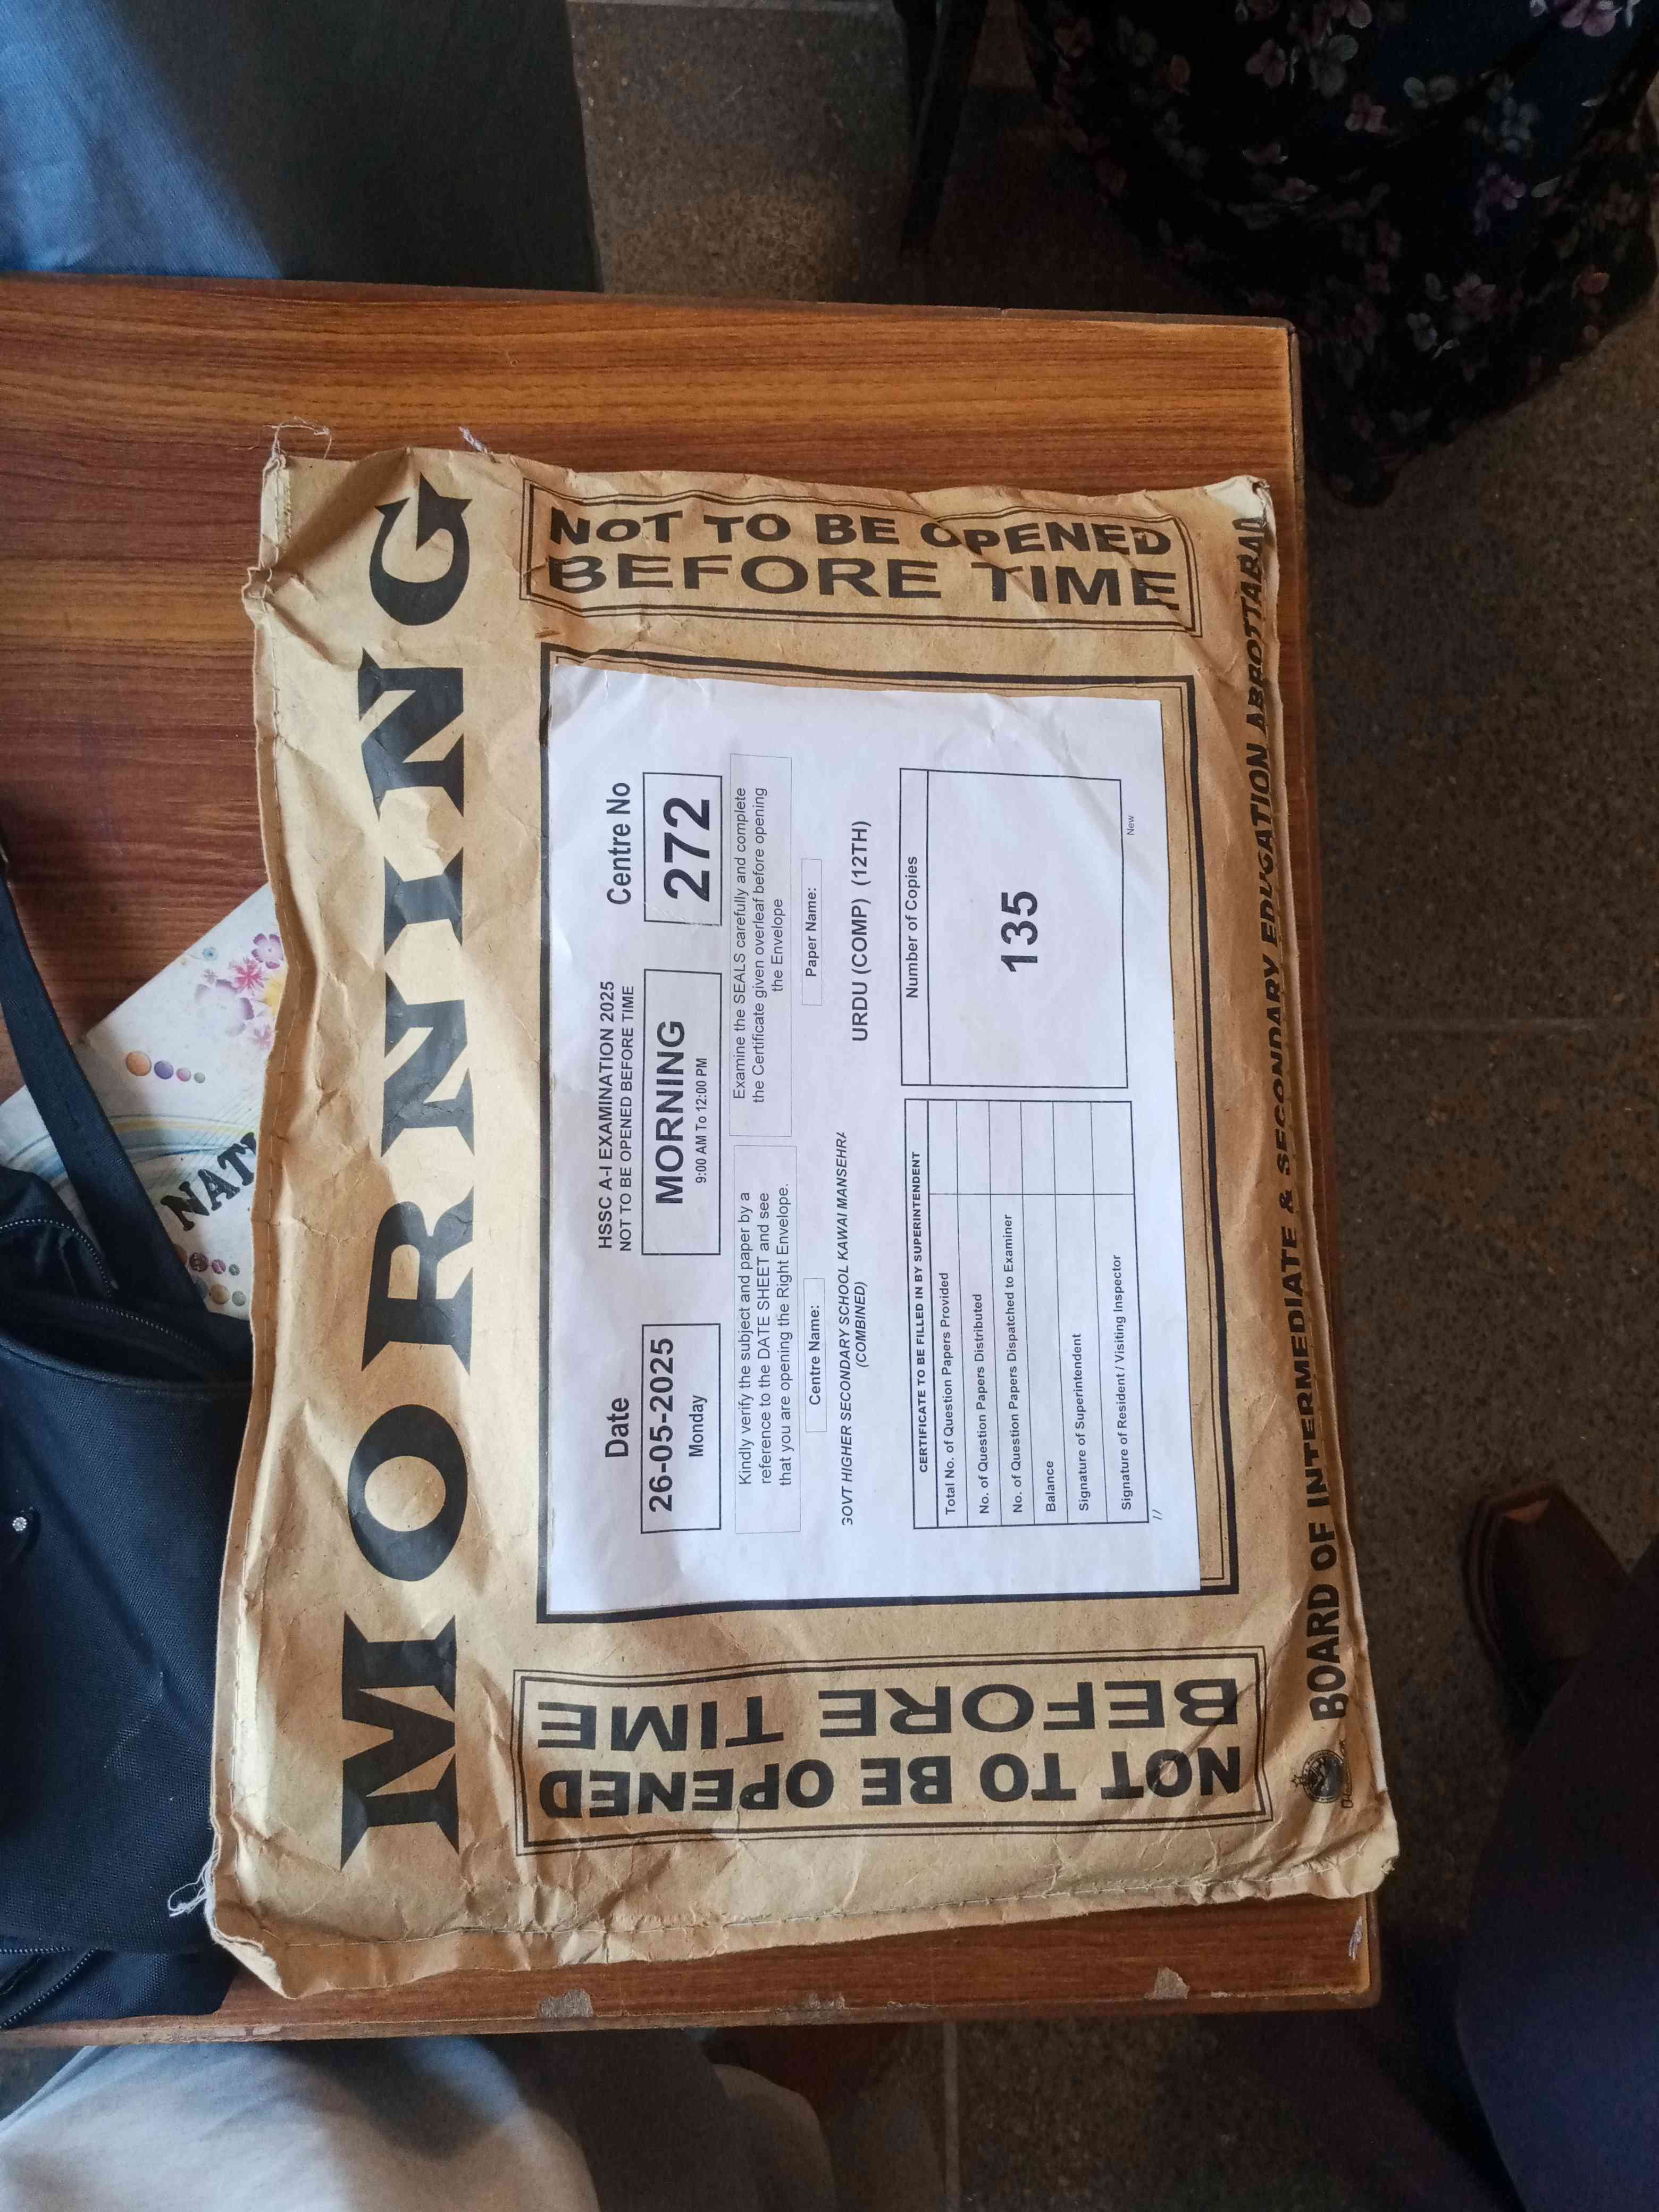 MORNING
NOT TO BE OPENED
BEFORE TIME
HSSC A-I EXAMINATION 2025
NOT TO BE OPENED BEFORE TIME
Date
26-05-2025
Monday
MORNING
9:00 AM To 12:00 PM
Centre No
272
Kindly verify the subject and paper by a
reference to the DATE SHEET and see
that you are opening the Right Envelope.
Examine the SEALS carefully and complete
the Certificate given overleaf before opening
the Envelope
Centre Name:
GOVT HIGHER SECONDARY SCHOOL KAWAI MANSEHRA
(COMBINED)
Paper Name:
URDU (COMP) (12TH)
CERTIFICATE TO BE FILLED IN BY SUPERINTENDENT
Total No. of Question Papers Provided
No. of Question Papers Distributed
No. of Question Papers Dispatched to Examiner
Balance
Signature of Superintendent
Signature of Resident / Visiting Inspector
Number of Copies
135
New
//
NOT TO BE OPENED
BEFORE TIME
BOARD OF INTERMEDIATE & SECONDARY EDUCATION ABBOTTABAD